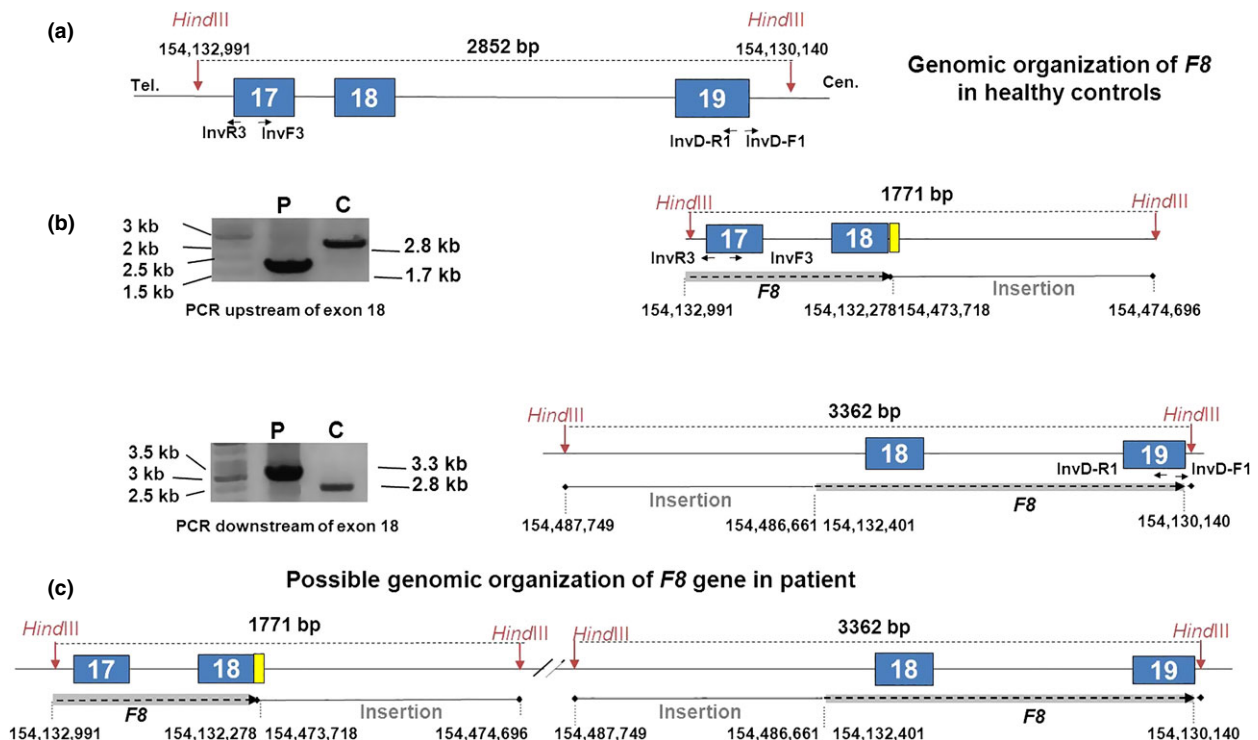 (a)
HindIII
HindIII
154,132,991
2852 bp
154,130,140
Tel.
Cen.
17
18
19
InvR3
InvF3
InvD-R1
InvD-F1
Genomic organization of F8
in healthy controls
(b)
P
C
3 kb
2 kb
2.5 kb
1.5 kb
2.8 kb
1.7 kb
PCR upstream of exon 18
HindIII
1771 bp
HindIII
17
18
InvR3
InvF3
F8
Insertion
154,132,991
154,132,278
154,473,718
154,474,696
P
C
3.5 kb
3 kb
2.5 kb
3.3 kb
2.8 kb
PCR downstream of exon 18
HindIII
3362 bp
HindIII
18
19
InvD-R1
InvD-F1
Insertion
F8
154,487,749
154,486,661
154,132,401
154,130,140
(c)
Possible genomic organization of F8 gene in patient
HindIII
1771 bp
HindIII
HindIII
3362 bp
HindIII
17
18
18
19
F8
Insertion
Insertion
F8
154,132,991
154,132,278
154,473,718
154,474,696
154,487,749
154,486,661
154,132,401
154,130,140